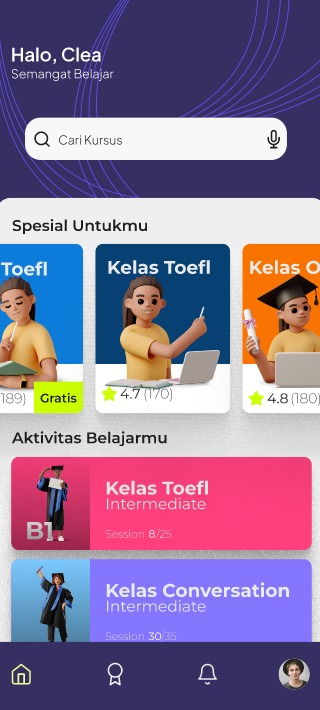 Halo, Clea
Semangat Belajar
Cari Kursus
Spesial Untukmu
Toefl
Kelas Toefl
Kelas O
189)
Gratis
4.7 (170)
4.8 (180)
Aktivitas Belajarmu
Kelas Toefl
Intermediate
B1
Session 8/25
Kelas Conversation
Intermediate
Session 30/35